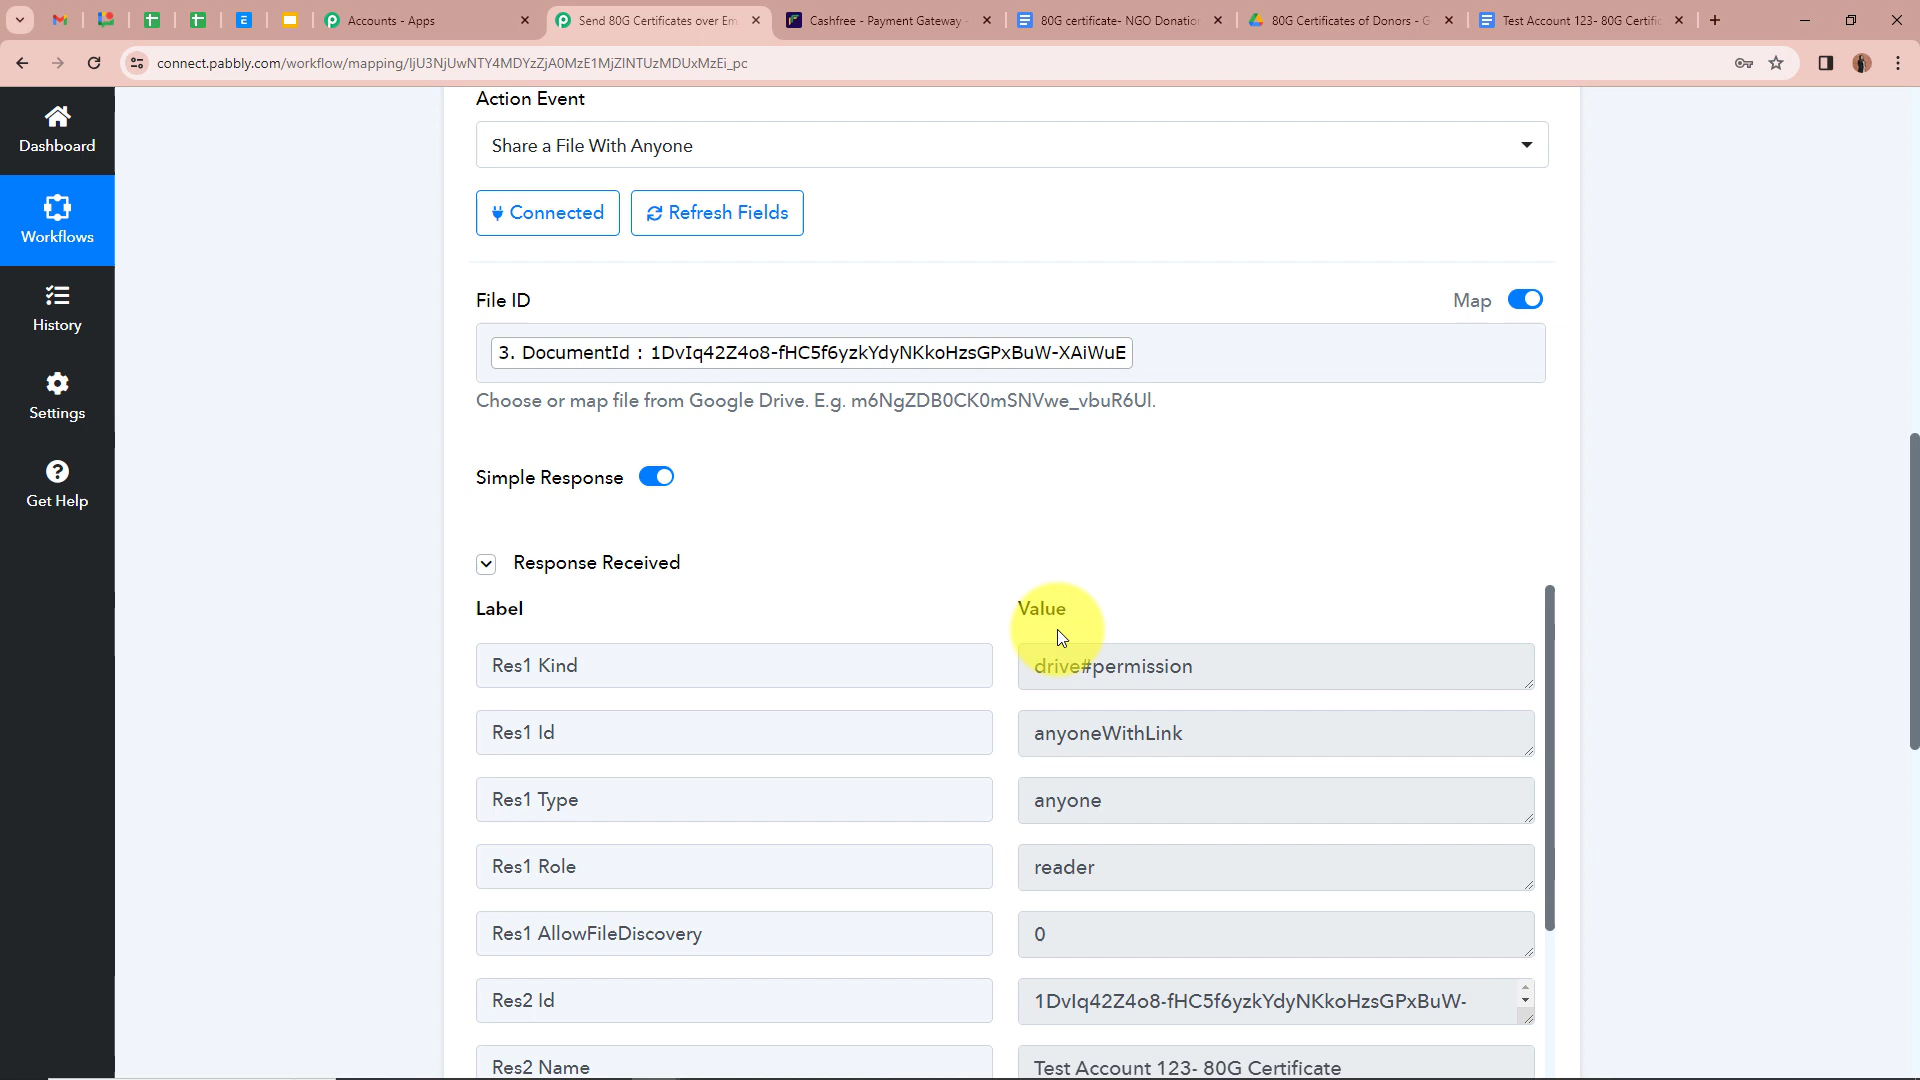 Accounts - Apps
Send 80G Certificates over Em
Cashfree - Payment Gateway -
80G certificate- NGO Donation
80G Certificates of Donors - G
Test Account 123- 80G Certific
connect.pabbly.com/workflow/mapping/IjU3NjUwNTY4MDYzZjA0MzE1MjZlNTUzMDUxMzEi_pc
Dashboard
Workflows
History
Settings
Get Help
Action Event
Share a File With Anyone
Connected
Refresh Fields
File ID
Map
3. DocumentId : 1DvIq42Z4o8-fHC5f6yzkYdyNKkoHzsGPxBuW-XAiWuE
Choose or map file from Google Drive. E.g. m6NgZDB0CK0mSNVwe_vbuR6Ul.
Simple Response
Response Received
Label
Value
Res1 Kind
drive#permission
Res1 Id
anyoneWithLink
Res1 Type
anyone
Res1 Role
reader
Res1 AllowFileDiscovery
0
Res2 Id
1DvIq42Z4o8-fHC5f6yzkYdyNKkoHzsGPxBuW-
Res2 Name
Test Account 123- 80G Certificate